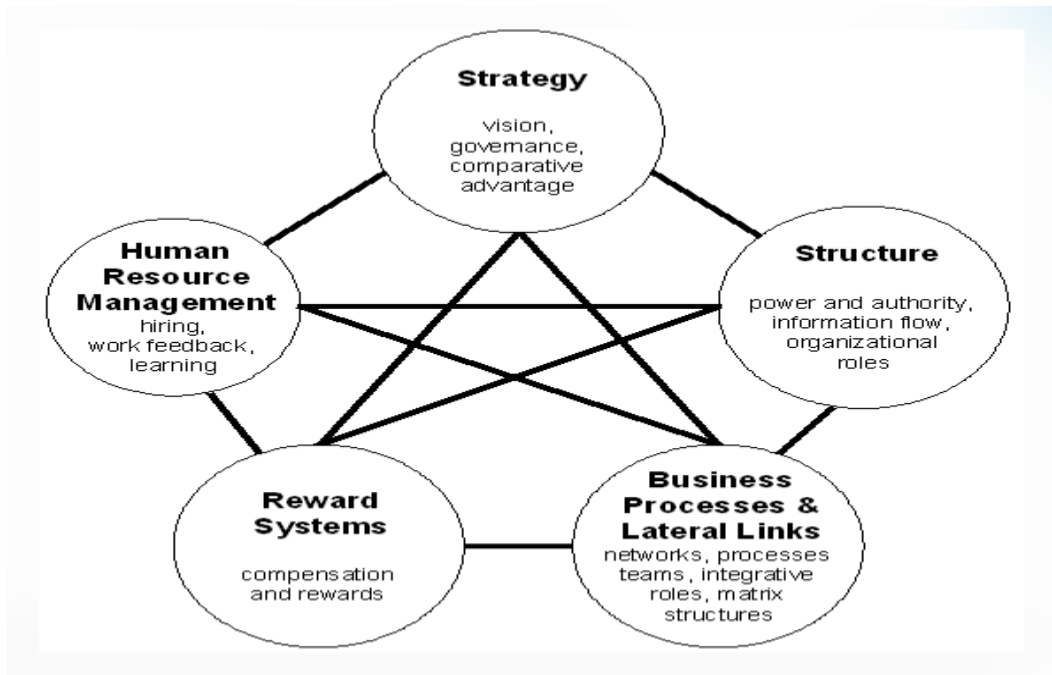 Strategy
vision,
governance,
comparative
advantage
Human
Resource
Management
hiring,
work feedback,
learning
Structure
power and authority,
information flow,
organizational
roles
Reward
Systems
compensation
and rewards
Business
Processes &
Lateral Links
networks, processes
teams, integrative
roles, matrix
structures